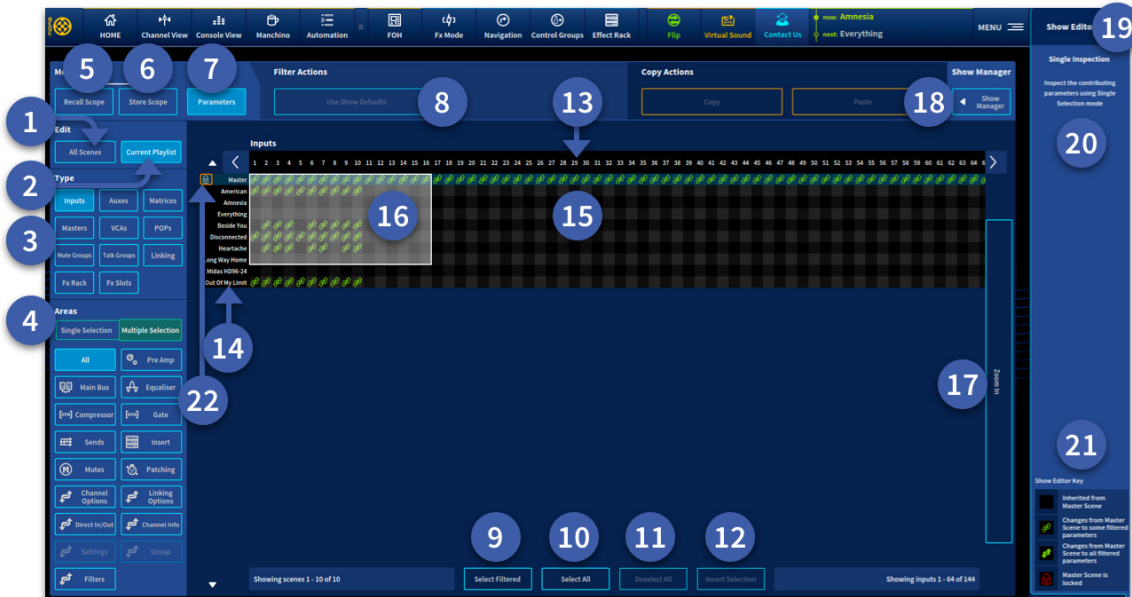 HOME
Channel View
Console View
Manchino
Automation
FOH
Fx Mode
Navigation
Control Groups
Effect Rack
Flip
Virtual Sound
Contact Us
now: Amnesia
next: Everything
MENU
Show Edito
19
5
6
7
Filter Actions
Copy Actions
Show Manager
Recall Scope
Store Scope
Parameters
Use Show Defaults
8
13
Copy
Paste
18
Show
Manager
Single Inspection
Inspect the contributing
parameters using Single
Selection mode
20
1
Edit
All Scenes
Current Playlist
Inputs
1 2 3 4 5 6 7 8 9 10 11 12 13 14 15 16 17 18 19 20 21 22 23 24 25 26 27 28 29 30 31 32 33 34 35 36 37 38 39 40 41 42 43 44 45 46 47 48 49 50 51 52 53 54 55 56 57 58 59 60 61 62 63 64 6
2
Type
Inputs
Auxes
Matrices
Master
American
Amnesia
Everything
Beside You
Disconnected
Heartache
ong Way Home
Midas HD96-24
Out Of My Limit
16
15
3
Masters
VCAs
POPs
Mute Groups
Talk Groups
Linking
Fx Rack
Fx Slots
4
Areas
Single Selection
Multiple Selection
14
All
Pre Amp
Main Bus
Equaliser
22
17
Zoom In
[DYN] Compressor
[DYN] Gate
Sends
Insert
M Mutes
Patching
21
Channel
Options
Linking
Options
Direct In/Out
Channel Info
Settings
Group
Filters
Show Editor Key
Inherited from
Master Scene
Changes from Master
Scene to some filtered
parameters
Changes from Master
Scene to all filtered
parameters
Master Scene is
locked
9
10
11
12
Showing scenes 1 - 10 of 10
Select Filtered
Select All
Deselect All
Invert Selection
Showing inputs 1 - 64 of 144